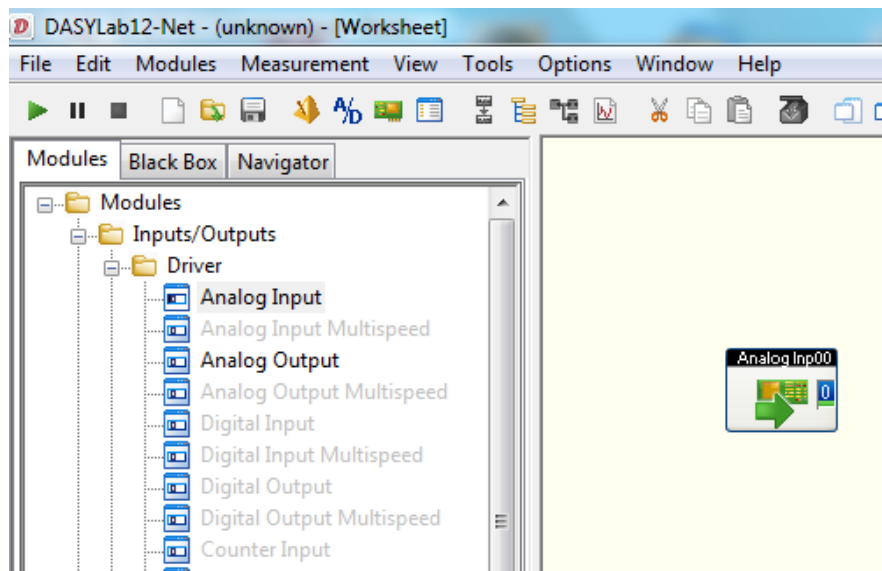 DASYLab12-Net - (unknown) - [Worksheet]
File Edit Modules Measurement View Tools Options Window Help
A/D
Modules Black Box Navigator
Modules
Inputs/Outputs
Driver
Analog Input
Analog Input Multispeed
Analog Output
Analog Output Multispeed
Digital Input
Digital Input Multispeed
Digital Output
Digital Output Multispeed
Counter Input
Analog Inp00
0